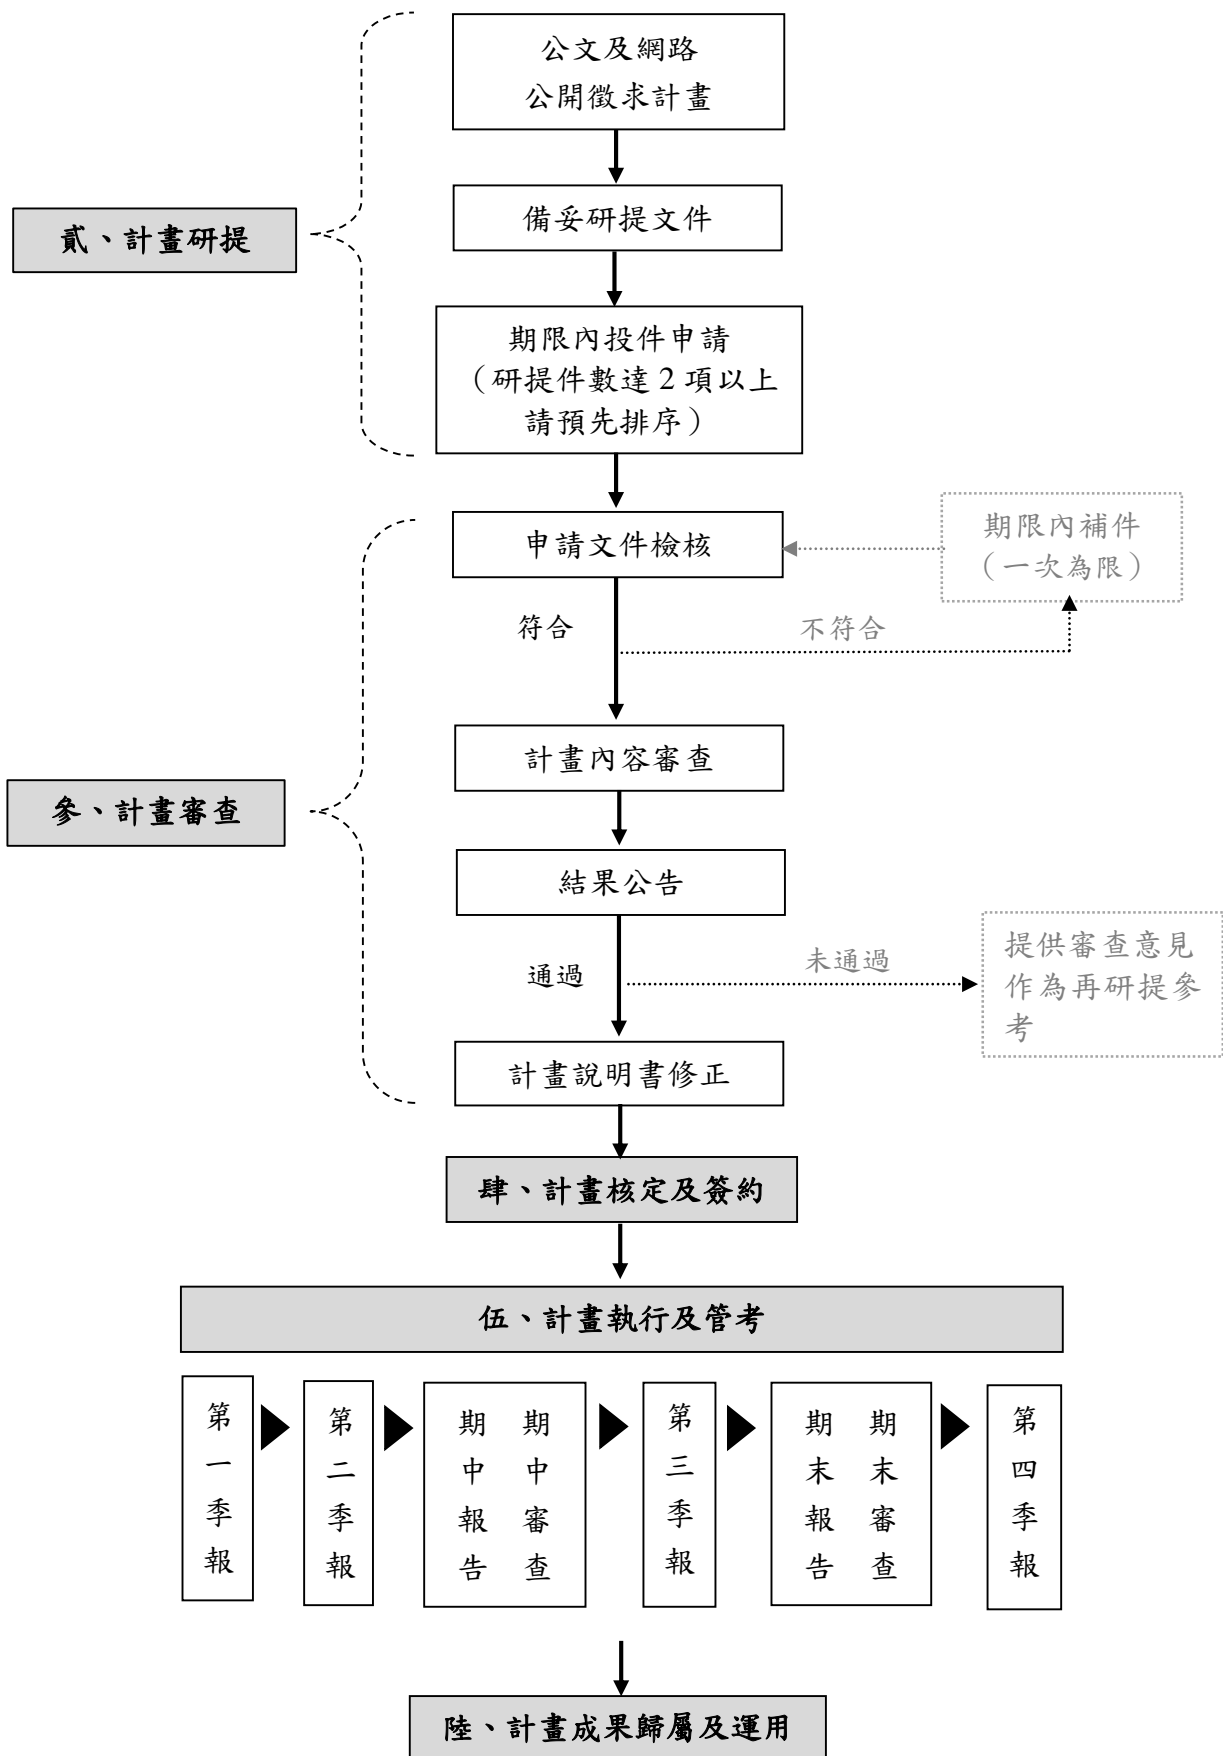 公文及網路
公開徵求計畫
備妥研提文件
貳、計畫研提
期限內投件申請
（研提件數達 2 項以上
請預先排序）
申請文件檢核
期限內補件
（一次為限）
符合
不符合
計畫內容審查
參、計畫審查
結果公告
通過
未通過
提供審查意見
作為再研提參
考
計畫說明書修正
肆、計畫核定及簽約
伍、計畫執行及管考
第一季報
第二季報
期中報告
期中審查
第三季報
期末報告
期末審查
第四季報
陸、計畫成果歸屬及運用